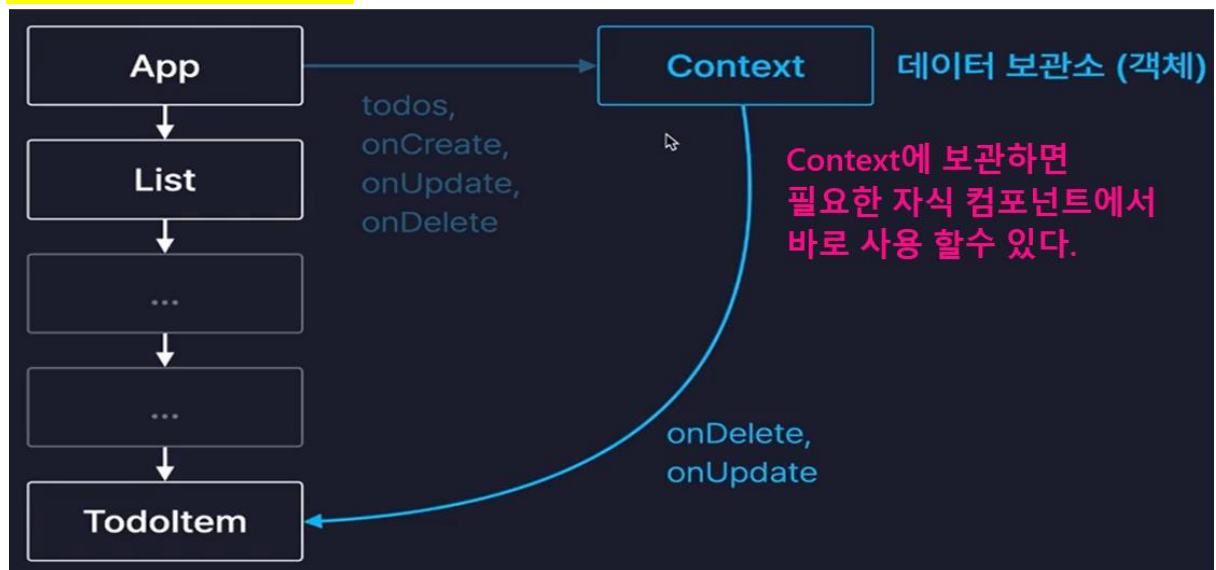 App
Context
데이터 보관소 (객체)
todos,
onCreate,
onUpdate,
onDelete
Context에 보관하면
필요한 자식 컴포넌트에서
바로 사용 할수 있다.
List
...
...
onDelete,
onUpdate
TodoItem